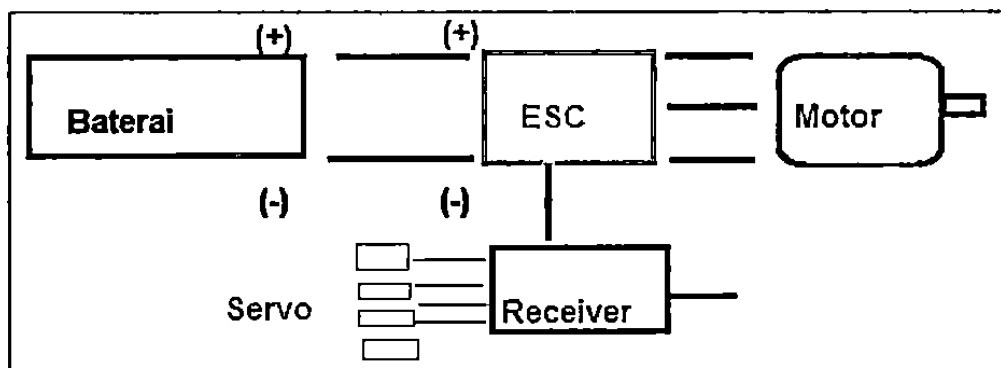 (+) (+)
Baterai ESC Motor
(-) (-)
Servo Receiver